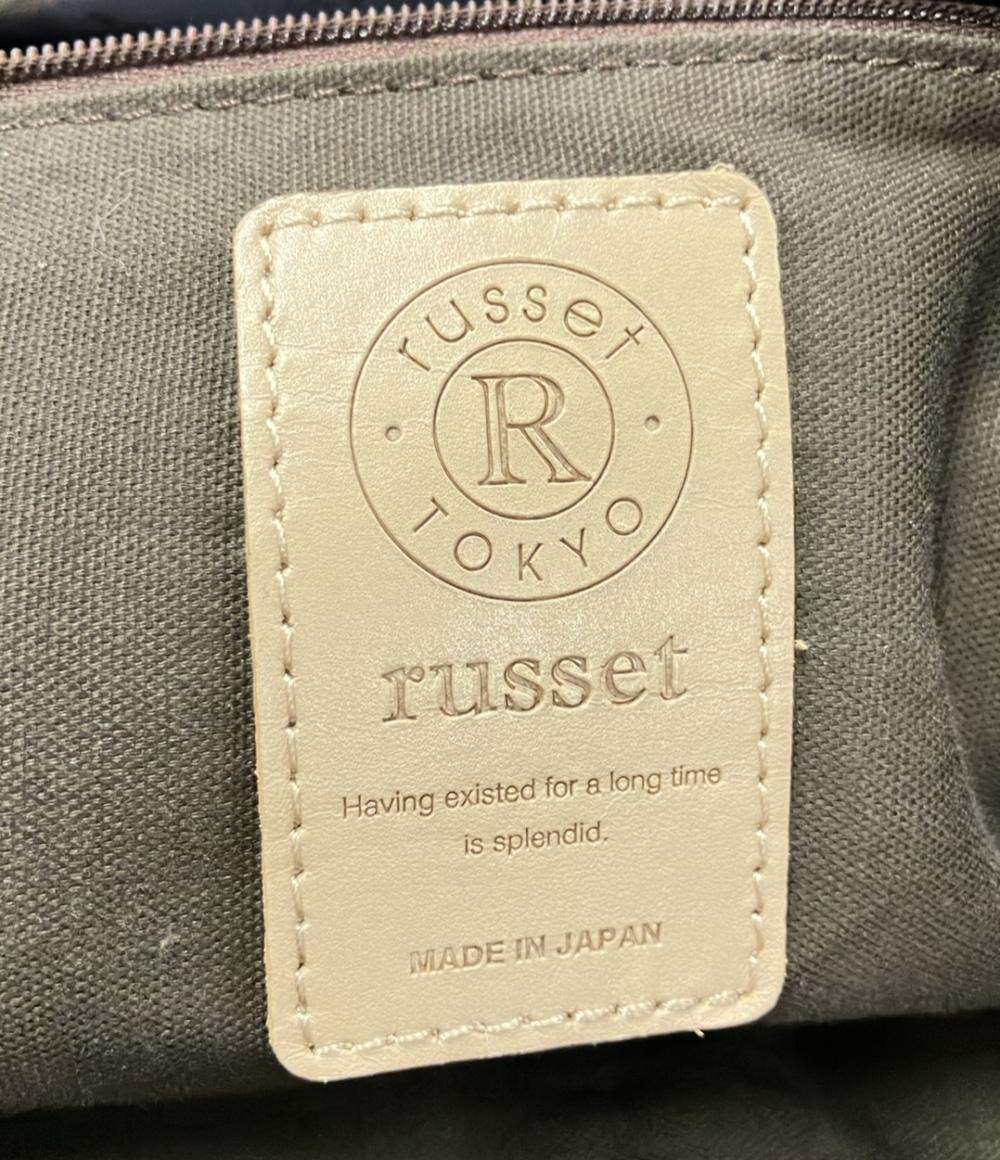 russet
R
TOKYO
russet
Having existed for a long time
is splendid.
MADE IN JAPAN